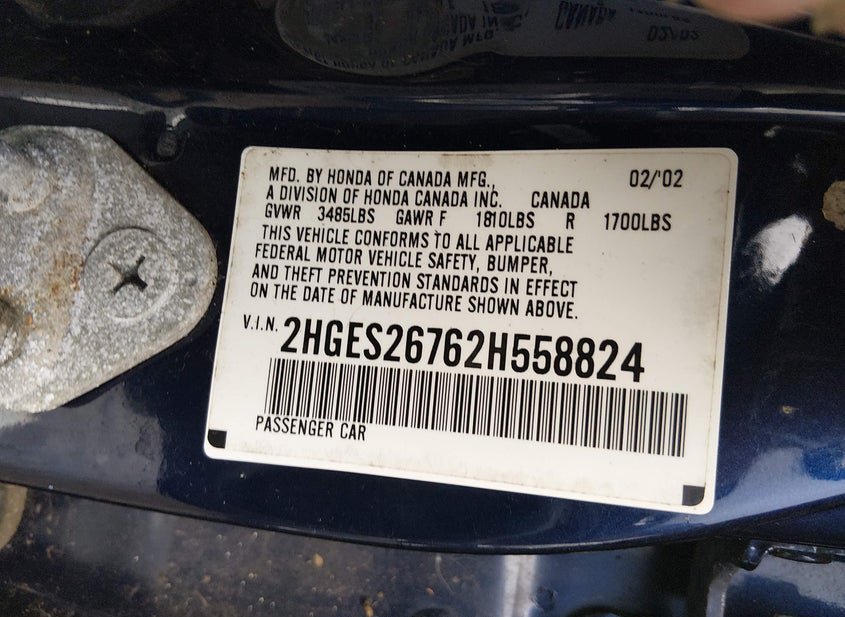 MFD. BY HONDA OF CANADA MFG., 02/'02
A DIVISION OF HONDA CANADA INC. CANADA
GVWR 3485LBS GAWR F 1810LBS R 1700LBS
THIS VEHICLE CONFORMS TO ALL APPLICABLE
FEDERAL MOTOR VEHICLE SAFETY, BUMPER,
AND THEFT PREVENTION STANDARDS IN EFFECT
ON THE DATE OF MANUFACTURE SHOWN ABOVE.
V.I.N. 2HGES26762H558824
PASSENGER CAR